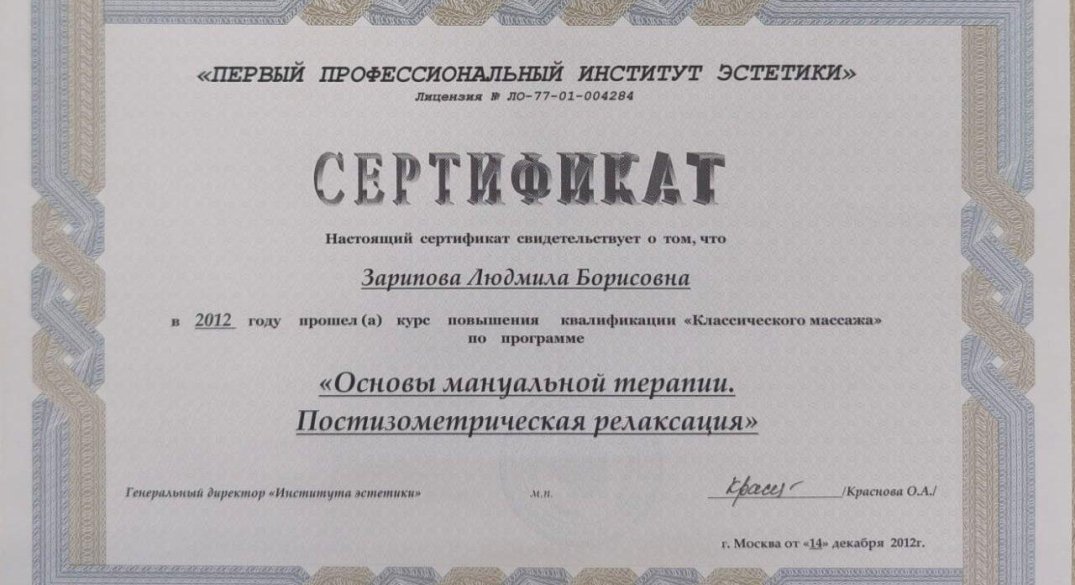 «ПЕРВЫЙ ПРОФЕССИОНАЛЬНЫЙ ИНСТИТУТ ЭСТЕТИКИ»
Лицензия № ЛО-77-01-004284
СЕРТИФИКАТ
Настоящий сертификат свидетельствует о том, что
Зарипова Людмила Борисовна
в 2012 году прошел (а) курс повышения квалификации «Классического массажа»
по программе
«Основы мануальной терапии.
Постизометрическая релаксация»
Генеральный директор «Института эстетики» м.п. /Краснова О.А./
г. Москва от «14» декабря 2012г.